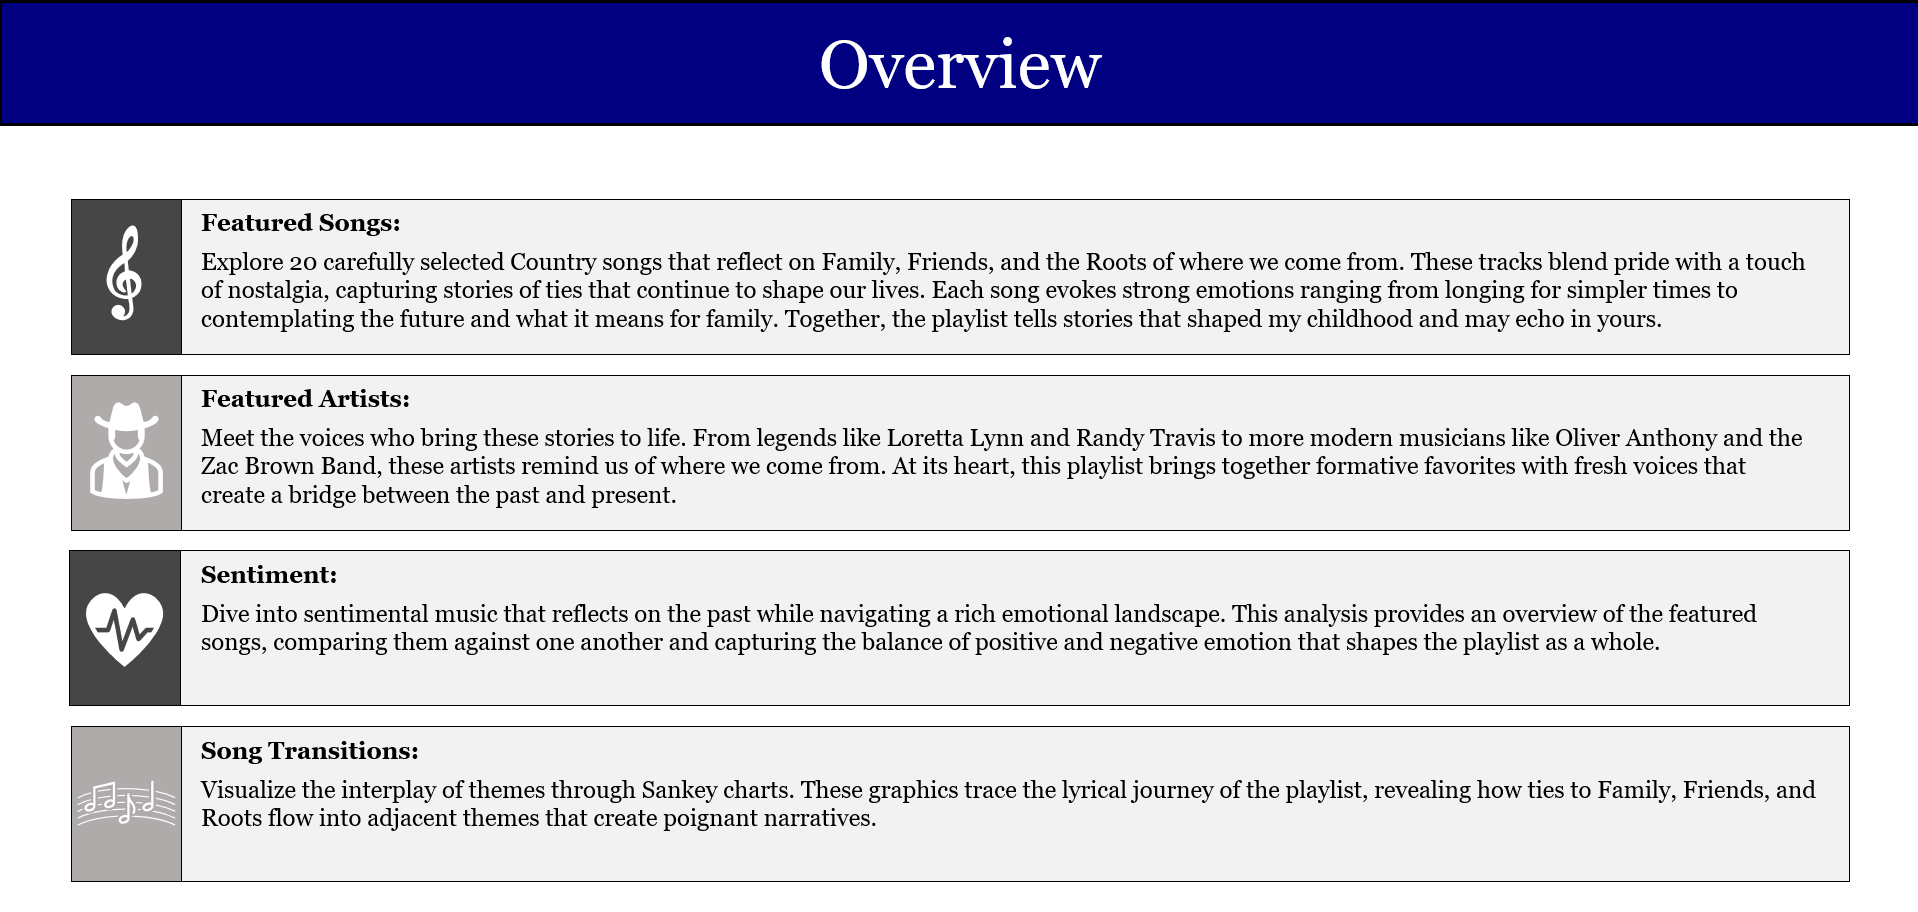 Overview
Featured Songs:
Explore 20 carefully selected Country songs that reflect on Family, Friends, and the Roots of where we come from. These tracks blend pride with a touch
of nostalgia, capturing stories of ties that continue to shape our lives. Each song evokes strong emotions ranging from longing for simpler times to
contemplating the future and what it means for family. Together, the playlist tells stories that shaped my childhood and may echo in yours.
Featured Artists:
Meet the voices who bring these stories to life. From legends like Loretta Lynn and Randy Travis to more modern musicians like Oliver Anthony and the
Zac Brown Band, these artists remind us of where we come from. At its heart, this playlist brings together formative favorites with fresh voices that
create a bridge between the past and present.
Sentiment:
Dive into sentimental music that reflects on the past while navigating a rich emotional landscape. This analysis provides an overview of the featured
songs, comparing them against one another and capturing the balance of positive and negative emotion that shapes the playlist as a whole.
Song Transitions:
Visualize the interplay of themes through Sankey charts. These graphics trace the lyrical journey of the playlist, revealing how ties to Family, Friends, and
Roots flow into adjacent themes that create poignant narratives.